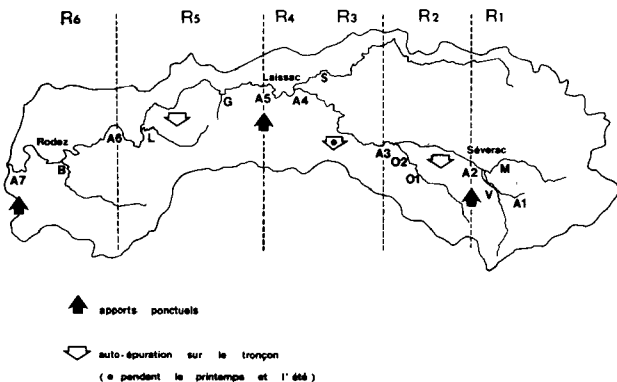 R6 R5 R4 R3 R2 R1
Laissac
S
G A5 A4
Rodez A6 L Séverac
A3 O2 A2 M
A7 B O1 V A1
apports ponctuels
auto-épuration sur le tronçon
(e pendant le printemps et l'été)